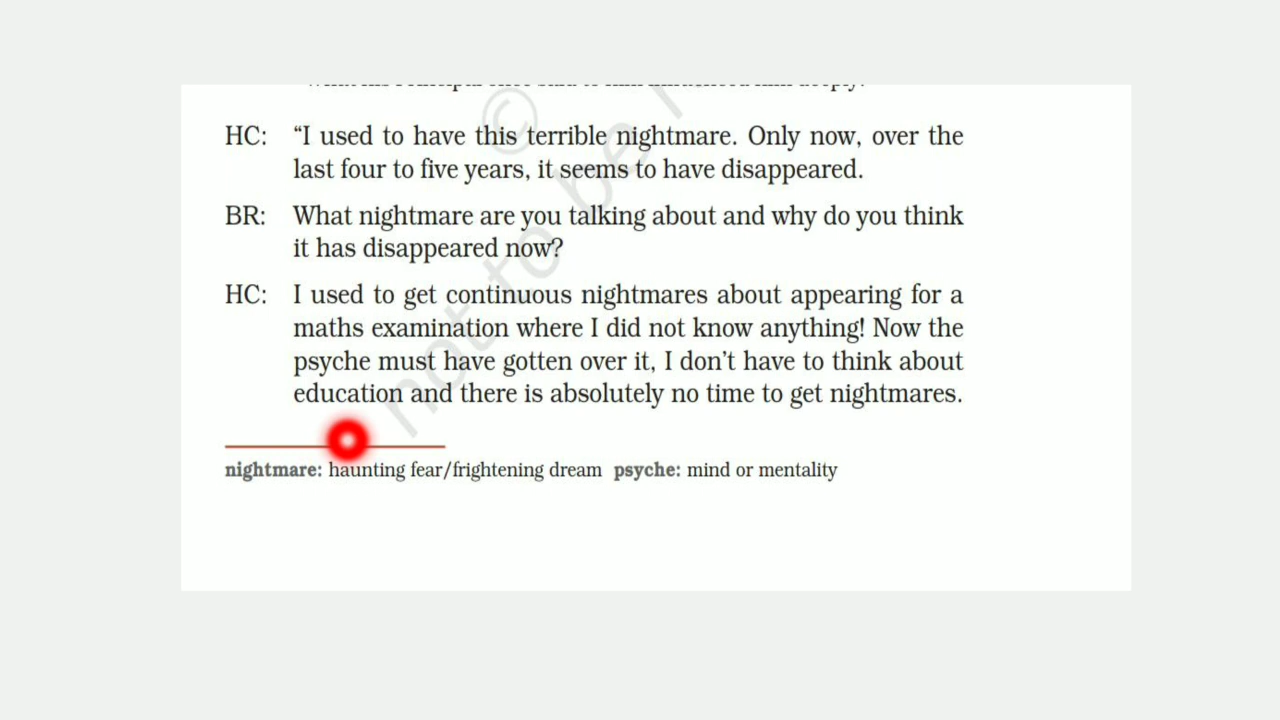 HC: “I used to have this terrible nightmare. Only now, over the
last four to five years, it seems to have disappeared.
BR: What nightmare are you talking about and why do you think
it has disappeared now?
HC: I used to get continuous nightmares about appearing for a
maths examination where I did not know anything! Now the
psyche must have gotten over it, I don’t have to think about
education and there is absolutely no time to get nightmares.
nightmare: haunting fear/frightening dream psyche: mind or mentality
© not to be r